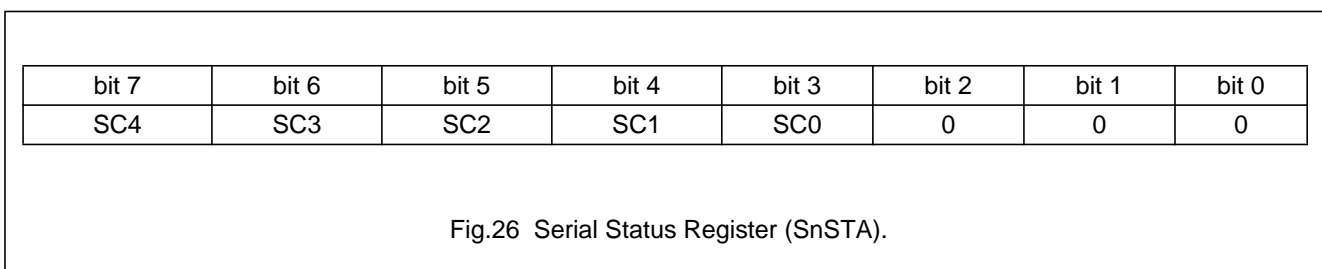 bit 7 bit 6 bit 5 bit 4 bit 3 bit 2 bit 1 bit 0
SC4 SC3 SC2 SC1 SC0 0 0 0
Fig.26 Serial Status Register (SnSTA).